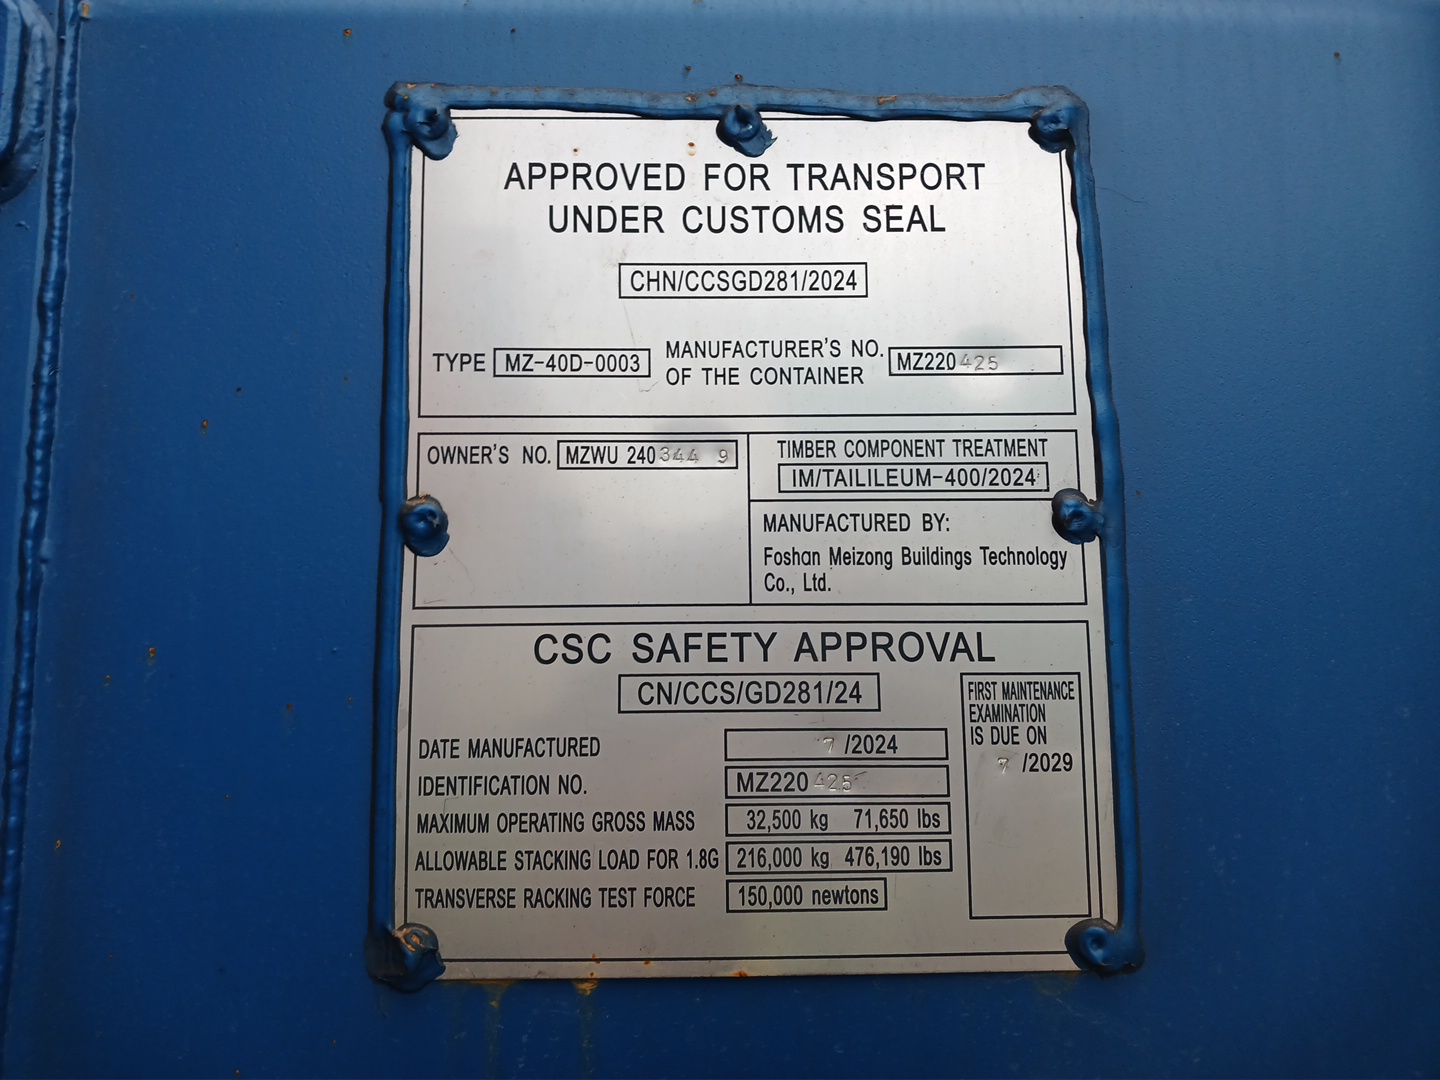 APPROVED FOR TRANSPORT
UNDER CUSTOMS SEAL
CHN/CCSGD281/2024
TYPE MZ-40D-0003 MANUFACTURER'S NO. OF THE CONTAINER MZ220425
OWNER'S NO. MZWU 240344 9
TIMBER COMPONENT TREATMENT
IM/TAILILEUM-400/2024
MANUFACTURED BY:
Foshan Meizong Buildings Technology
Co., Ltd.
CSC SAFETY APPROVAL
CN/CCS/GD281/24
DATE MANUFACTURED 7 /2024
IDENTIFICATION NO. MZ220425
MAXIMUM OPERATING GROSS MASS 32,500 kg 71,650 lbs
ALLOWABLE STACKING LOAD FOR 1.8G 216,000 kg 476,190 lbs
TRANSVERSE RACKING TEST FORCE 150,000 newtons
FIRST MAINTENANCE
EXAMINATION
IS DUE ON
7 /2029